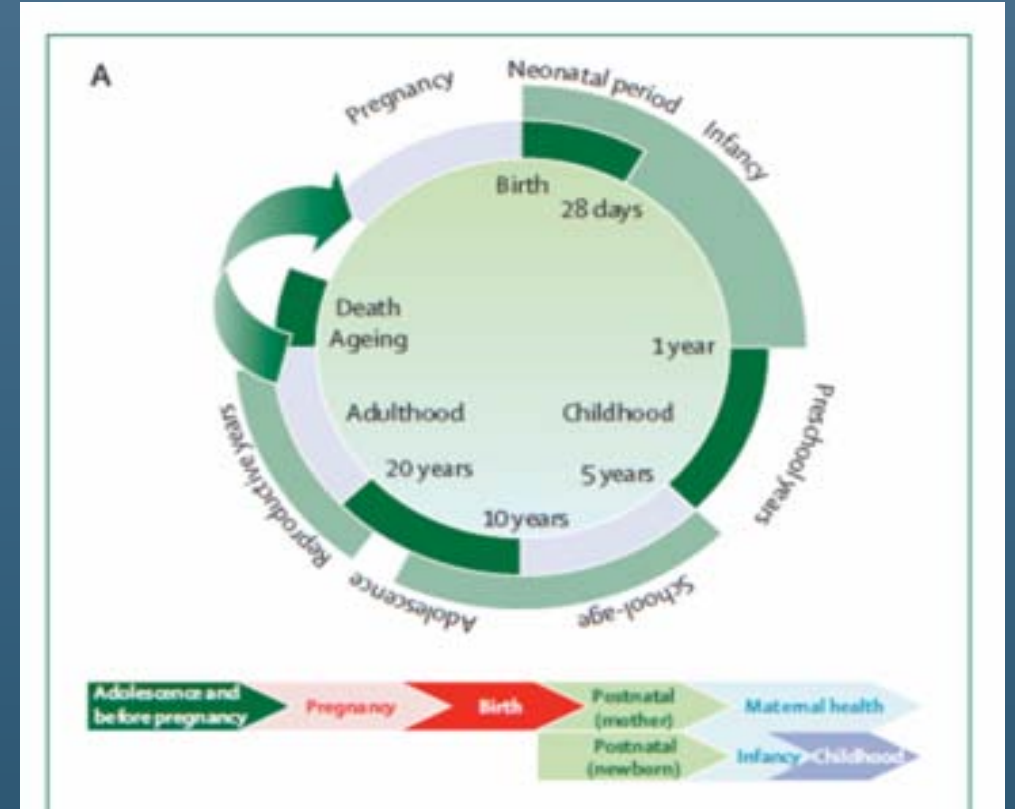 A
Pregnancy
Neonatal period
Infancy
Birth
28 days
Death
Ageing
1 year
Adulthood
Childhood
Preschool years
20 years
5 years
10 years
Reproductive years
Adolescence
School-age
Adolescence and
before pregnancy
Pregnancy
Birth
Postnatal
(mother)
Maternal health
Postnatal
(newborn)
Infancy
Childhood